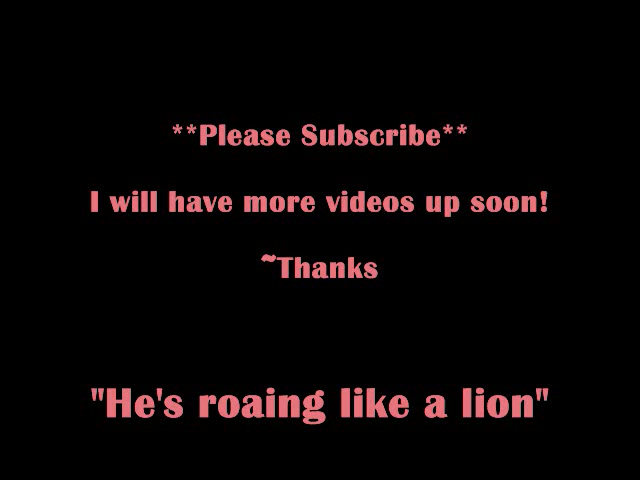 **Please Subscribe**
I will have more videos up soon!
~Thanks
"He's roaing like a lion"